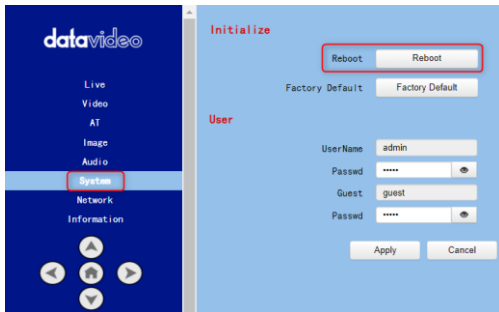 datavideo
Live
Video
AT
Image
Audio
System
Network
Information
Initialize
Reboot Reboot
Factory Default Factory Default
User
UserName admin
Passwd •••••
Guest guest
Passwd •••••
Apply Cancel